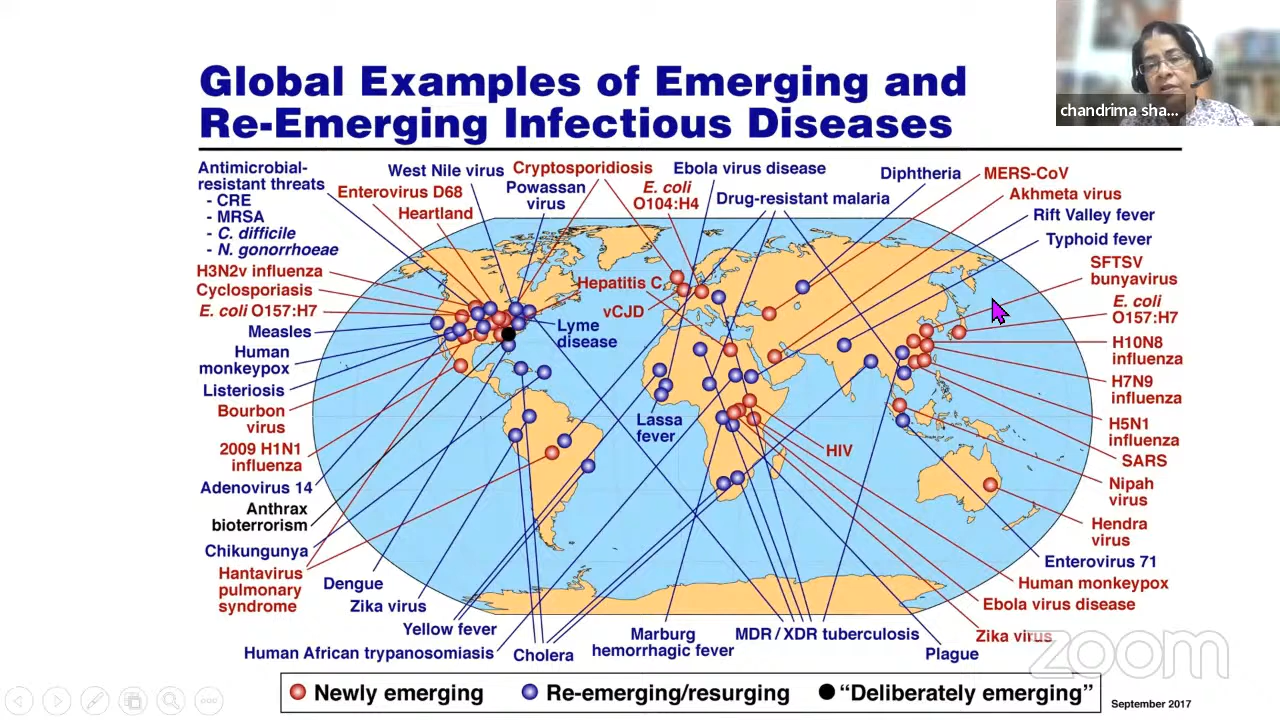 chandrima sha...
Global Examples of Emerging and
Re-Emerging Infectious Diseases
Antimicrobial-
resistant threats
- CRE
- MRSA
- C. difficile
- N. gonorrhoeae
H3N2v influenza
Cyclosporiasis
E. coli O157:H7
Measles
Human
monkeypox
Listeriosis
Bourbon
virus
2009 H1N1
influenza
Adenovirus 14
Anthrax
bioterrorism
Chikungunya
Hantavirus
pulmonary
syndrome
Dengue
Zika virus
Yellow fever
Human African trypanosomiasis
Cholera
Enterovirus D68
Heartland
West Nile virus
Cryptosporidiosis
Powassan
virus
E. coli
O104:H4
Ebola virus disease
Drug-resistant malaria
Diphtheria
Hepatitis C
vCJD
Lyme
disease
Lassa
fever
HIV
MERS-CoV
Akhmeta virus
Rift Valley fever
Typhoid fever
SFTSV
bunyavirus
E. coli
O157:H7
H10N8
influenza
H7N9
influenza
H5N1
influenza
SARS
Nipah
virus
Hendra
virus
Enterovirus 71
Human monkeypox
Ebola virus disease
Zika virus
Plague
MDR / XDR tuberculosis
Marburg
hemorrhagic fever
zoom
Newly emerging
Re-emerging/resurging
“Deliberately emerging”
September 2017